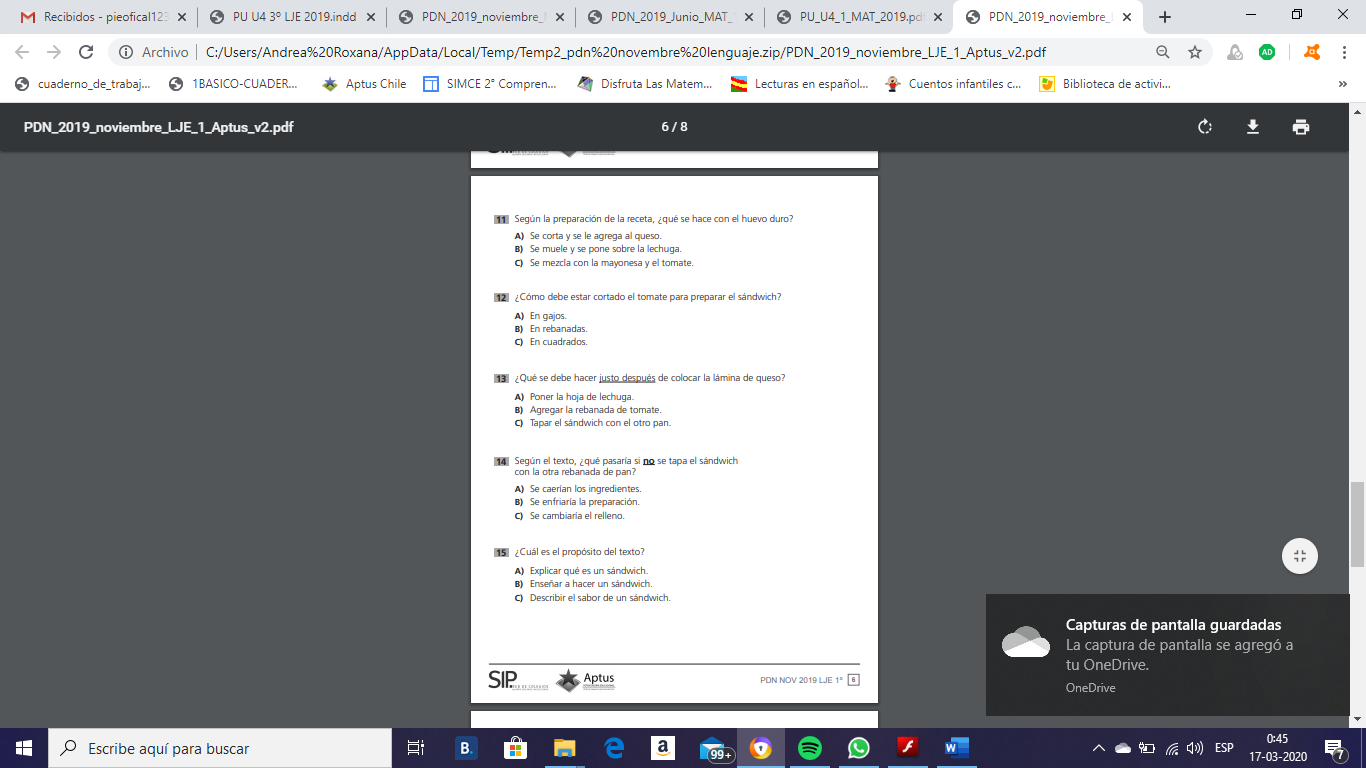 Recibidos - pieofical123
PU U4 3º LJE 2019.indd
PDN_2019_noviembre_
PDN_2019_Junio_MAT_
PU_U4_1_MAT_2019.pdf
PDN_2019_noviembre_
Archivo
C:/Users/Andrea%20Roxana/AppData/Local/Temp/Temp2_pdn%20novembre%20lenguaje.zip/PDN_2019_noviembre_LJE_1_Aptus_v2.pdf
AD
cuaderno_de_trabaj...
1BASICO-CUADER...
Aptus Chile
SIMCE 2° Compren...
Disfruta Las Matem...
Lecturas en español...
Cuentos infantiles c...
Biblioteca de activi...
»
PDN_2019_noviembre_LJE_1_Aptus_v2.pdf
6 / 8
11 Según la preparación de la receta, ¿qué se hace con el huevo duro?
A) Se corta y se le agrega al queso.
B) Se muele y se pone sobre la lechuga.
C) Se mezcla con la mayonesa y el tomate.
12 ¿Cómo debe estar cortado el tomate para preparar el sándwich?
A) En gajos.
B) En rebanadas.
C) En cuadrados.
13 ¿Qué se debe hacer justo después de colocar la lámina de queso?
A) Poner la hoja de lechuga.
B) Agregar la rebanada de tomate.
C) Tapar el sándwich con el otro pan.
14 Según el texto, ¿qué pasaría si no se tapa el sándwich
con la otra rebanada de pan?
A) Se caerían los ingredientes.
B) Se enfriaría la preparación.
C) Se cambiaría el relleno.
15 ¿Cuál es el propósito del texto?
A) Explicar qué es un sándwich.
B) Enseñar a hacer un sándwich.
C) Describir el sabor de un sándwich.
SIP.
Aptus
PDN NOV 2019 LJE 1º 6
Capturas de pantalla guardadas
La captura de pantalla se agregó a
tu OneDrive.
OneDrive
Escribe aquí para buscar
B.
a
99+
ESP
0:45
17-03-2020
7